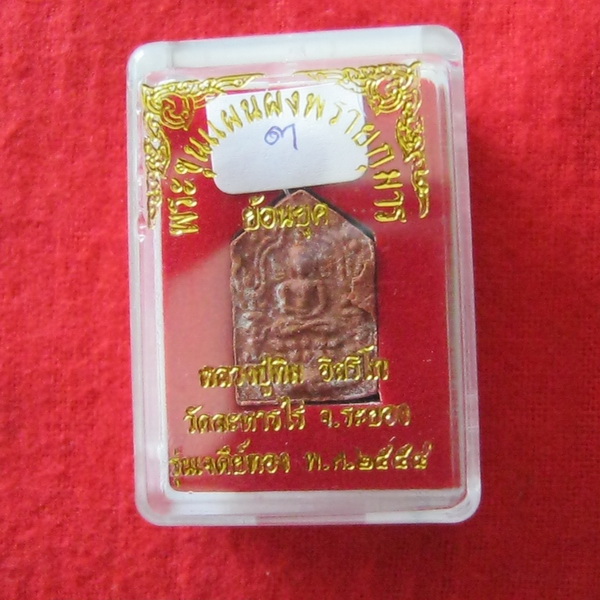 พระขุนแผนผงพรายกุมาร
๓
ย้อนยุค
หลวงปู่ทิม อิสริโก
วัดละหารไร่ จ.ระยอง
รุ่นเจดีย์ทอง พ.ศ.๒๕๕๔